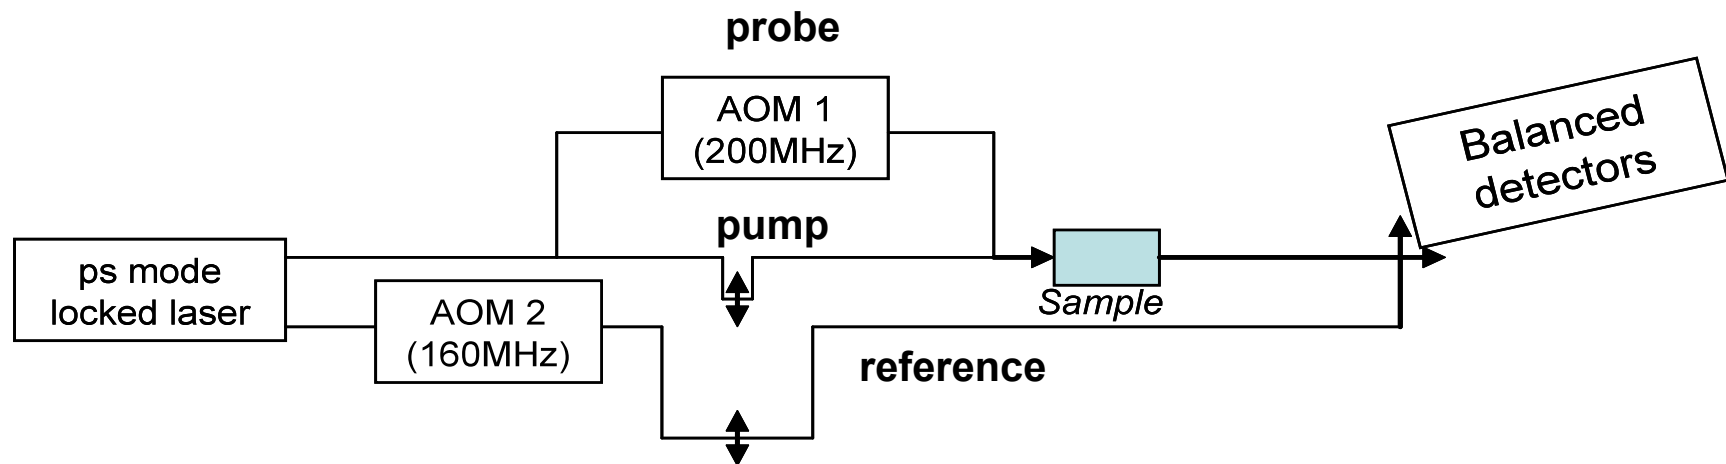 probe
AOM 1
(200MHz)
pump
ps mode
locked laser
AOM 2
(160MHz)
Sample
reference
Balanced
detectors